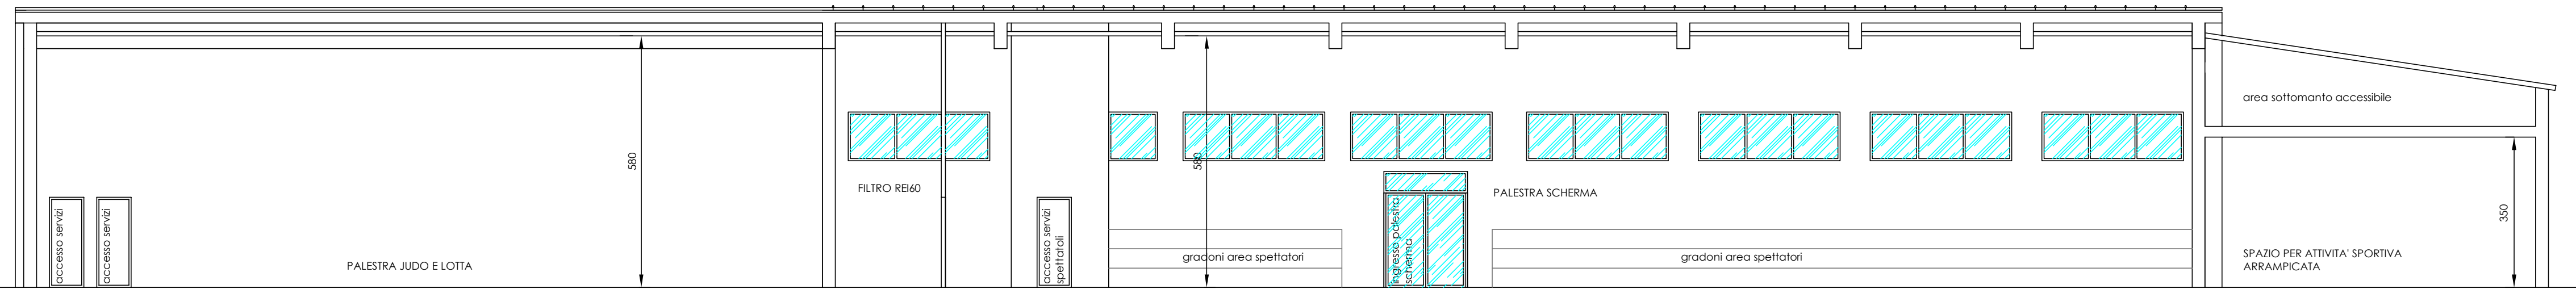 accesso servizi
accesso servizi
PALESTRA JUDO E LOTTA
580
FILTRO REI60
accesso servizi
spettatoli
580
gradoni area spettatori
ingresso palestra
scherma
PALESTRA SCHERMA
gradoni area spettatori
area sottomanto accessibile
350
SPAZIO PER ATTIVITA' SPORTIVA
ARRAMPICATA